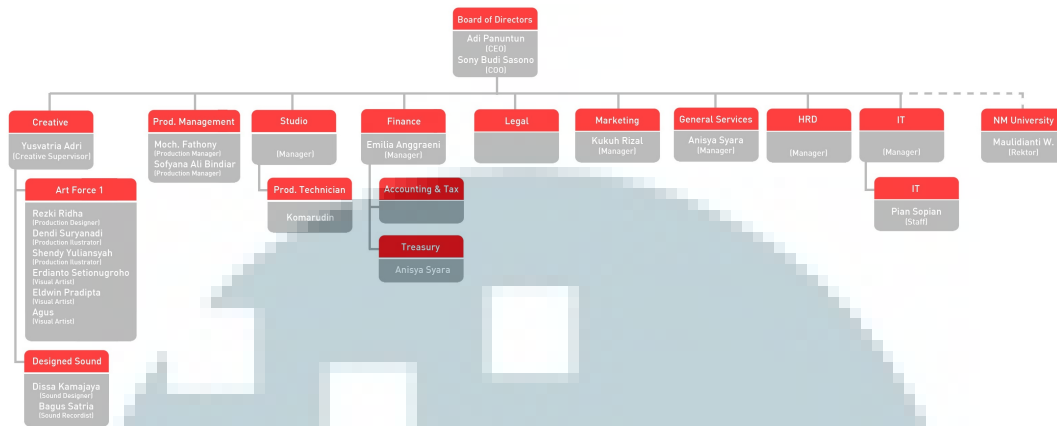 Board of Directors
Adi Panuntun
(CEO)
Sony Budi Sasono
(COO)
Creative
Yusvatria Adri
(Creative Supervisor)
Prod. Management
Moch. Fathony
(Production Manager)
Sofyana Ali Bindiar
(Production Manager)
Studio
(Manager)
Finance
Emilia Anggraeni
(Manager)
Legal
Marketing
Kukuh Rizal
(Manager)
General Services
Anisya Syara
(Manager)
HRD
(Manager)
IT
(Manager)
NM University
Maulidianti W.
(Rektor)
Art Force 1
Rezki Ridha
(Production Designer)
Dendi Suryanadi
(Production Ilustrator)
Shendy Yuliansyah
(Production Ilustrator)
Erdianto Setionugroho
(Visual Artist)
Eldwin Pradipta
(Visual Artist)
Agus
(Visual Artist)
Prod. Technician
Komarudin
Accounting & Tax
Treasury
Anisya Syara
IT
Pian Sopian
(Staff)
Designed Sound
Dissa Kamajaya
(Sound Designer)
Bagus Satria
(Sound Recordist)